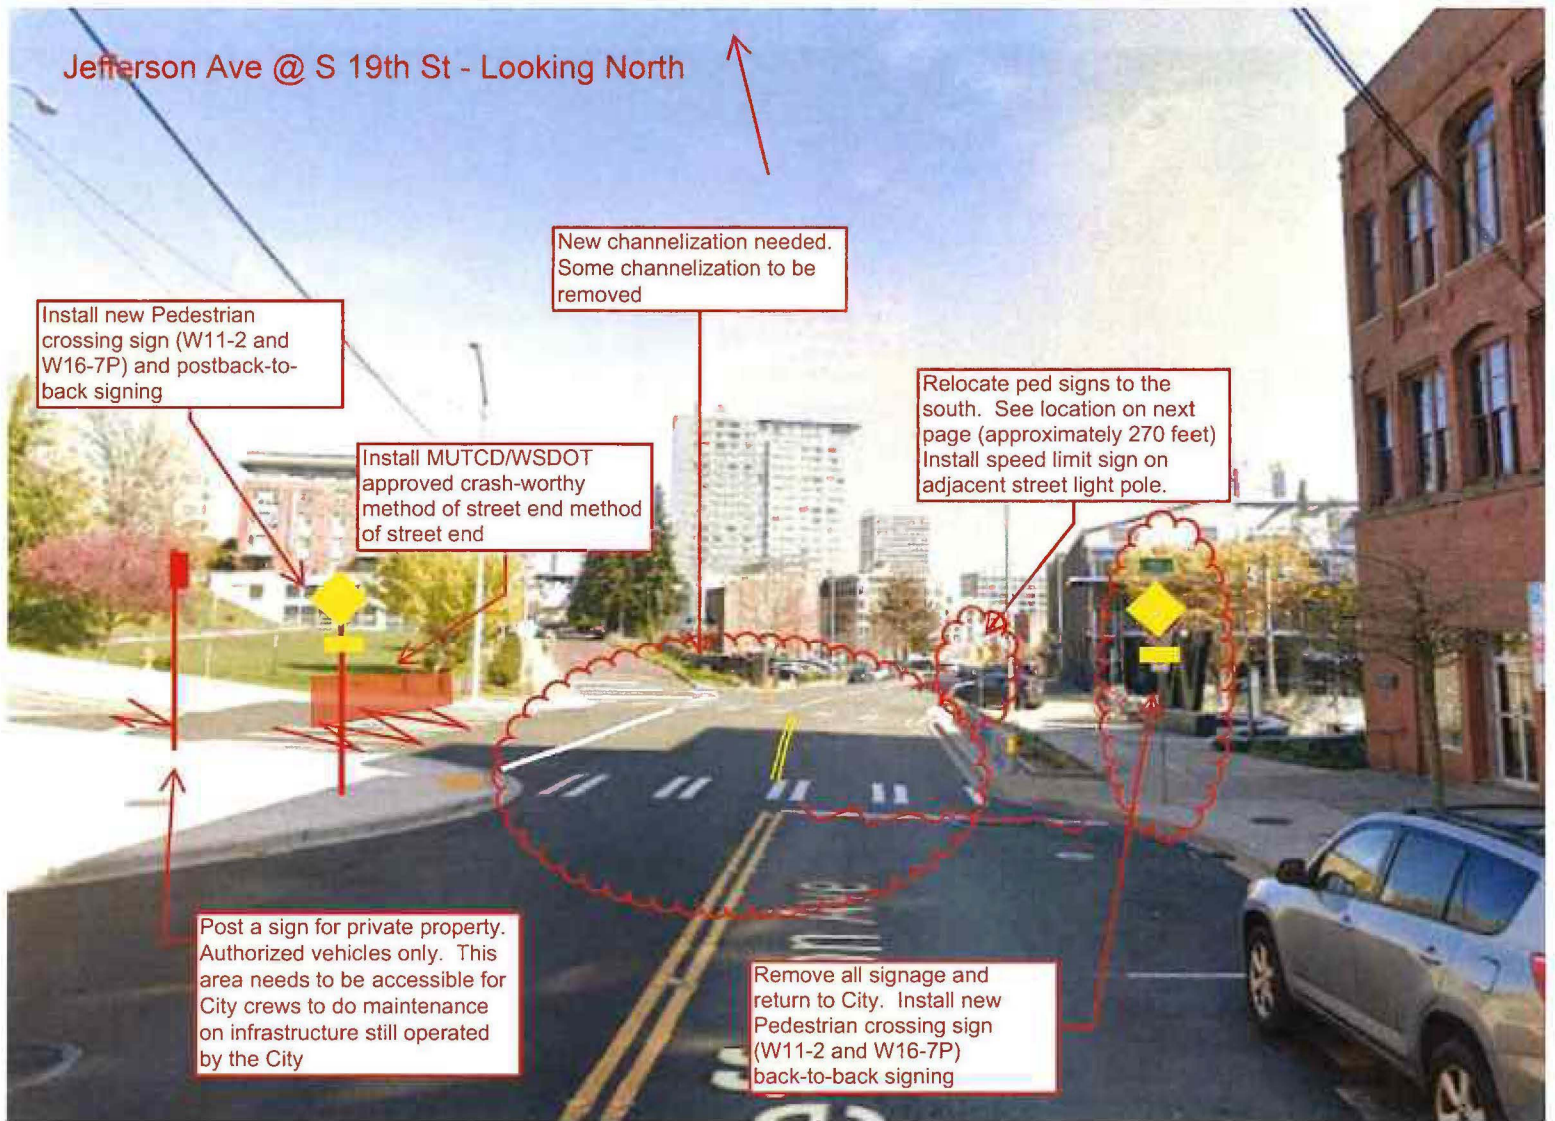 Jefferson Ave @ S 19th St - Looking North
New channelization needed.
Some channelization to be
removed
Install new Pedestrian
crossing sign (W11-2 and
W16-7P) and postback-to-
back signing
Install MUTCD/WSDOT
approved crash-worthy
method of street end method
of street end
Relocate ped signs to the
south. See location on next
page (approximately 270 feet)
Install speed limit sign on
adjacent street light pole.
Post a sign for private property.
Authorized vehicles only. This
area needs to be accessible for
City crews to do maintenance
on infrastructure still operated
by the City
Remove all signage and
return to City. Install new
Pedestrian crossing sign
(W11-2 and W16-7P)
back-to-back signing